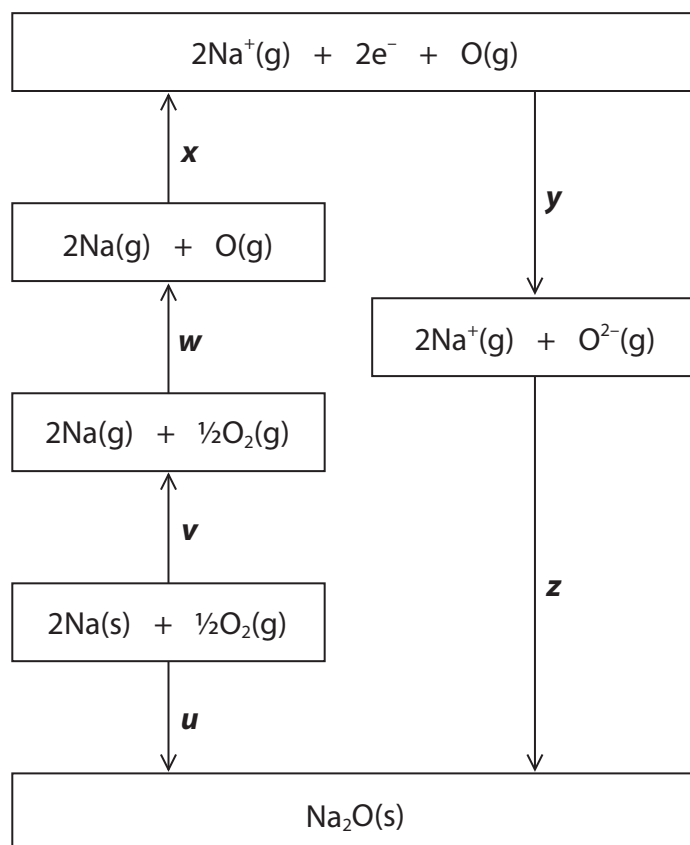 2Na⁺(g) + 2e⁻ + O(g)
x
y
2Na(g) + O(g)
2Na⁺(g) + O²⁻(g)
w
2Na(g) + ½O₂(g)
v
z
2Na(s) + ½O₂(g)
u
Na₂O(s)